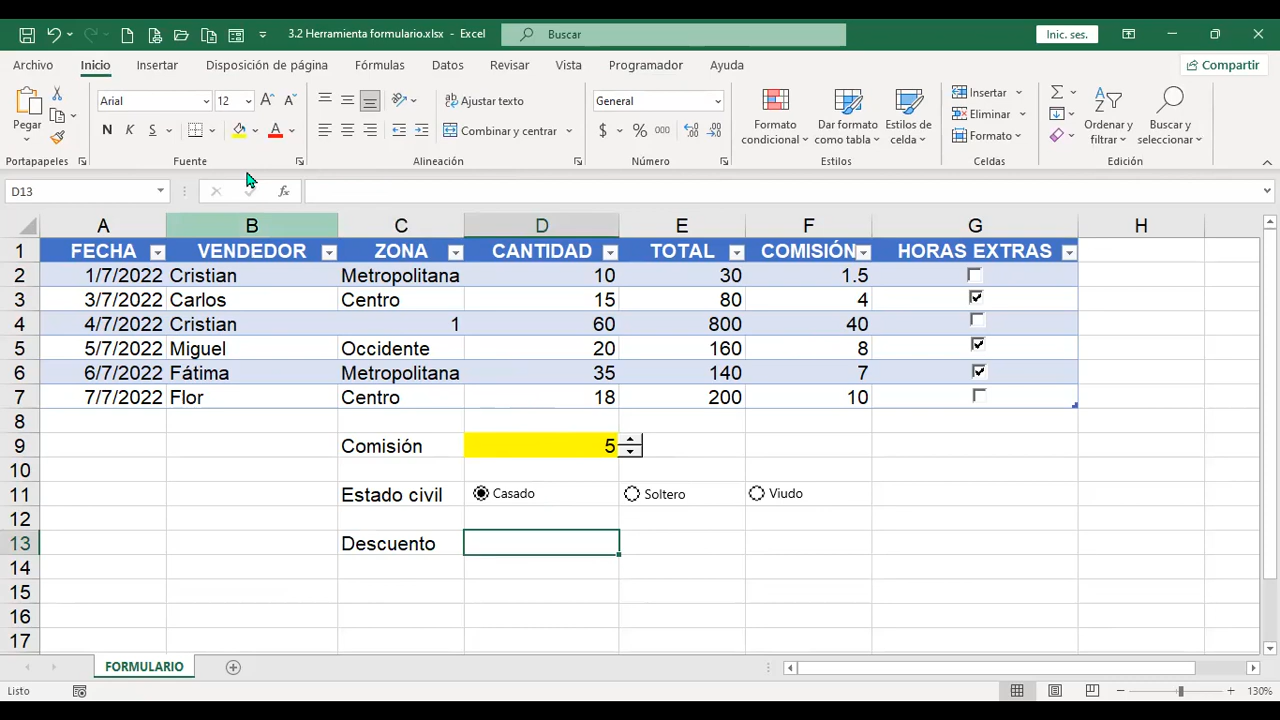 3.2 Herramienta formulario.xlsx - Excel
Buscar
Inic. ses.
Archivo Inicio Insertar Disposición de página Fórmulas Datos Revisar Vista Programador Ayuda
Compartir
Pegar
Portapapeles
Arial 12
N K S
Fuente
Ajustar texto
Combinar y centrar
Alineación
General
$ % 000
Número
Formato condicional
Dar formato como tabla
Estilos de celda
Estilos
Insertar
Eliminar
Formato
Celdas
Ordenar y filtrar
Buscar y seleccionar
Edición
D13
fx
A B C D E F G H
1 FECHA VENDEDOR ZONA CANTIDAD TOTAL COMISIÓN HORAS EXTRAS
2 1/7/2022 Cristian Metropolitana 10 30 1.5
3 3/7/2022 Carlos Centro 15 80 4
4 4/7/2022 Cristian 1 60 800 40
5 5/7/2022 Miguel Occidente 20 160 8
6 6/7/2022 Fátima Metropolitana 35 140 7
7 7/7/2022 Flor Centro 18 200 10
8
9 Comisión 5
10
11 Estado civil Casado Soltero Viudo
12
13 Descuento
14
15
16
17
FORMULARIO
Listo
130%